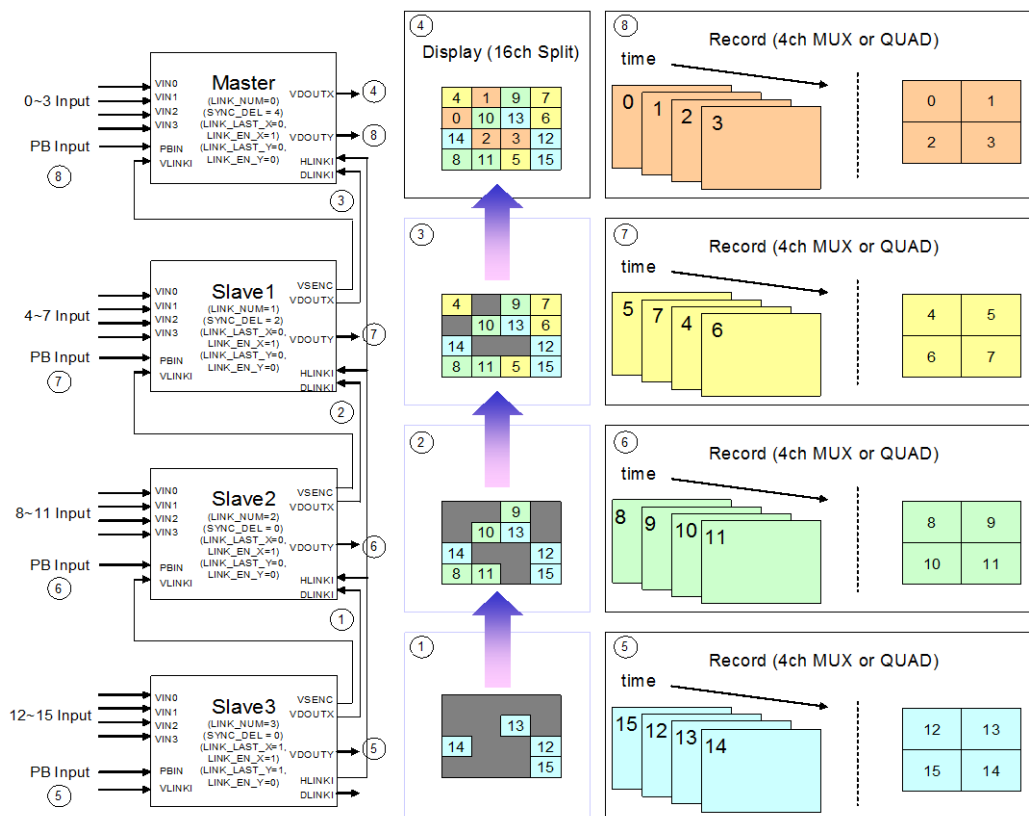 0~3 Input
PB Input
8
VIN0
VIN1
VIN2
VIN3
PBIN
VLINKI
Master
(LINK_NUM=0)
(SYNC_DEL = 4)
(LINK_LAST_X=0,
LINK_EN_X=1)
(LINK_LAST_Y=0,
LINK_EN_Y=0)
VDOUTX
VDOUTY
HLINKI
DLINKI
4
8
3
4~7 Input
PB Input
7
VIN0
VIN1
VIN2
VIN3
PBIN
VLINKI
Slave1
(LINK_NUM=1)
(SYNC_DEL = 2)
(LINK_LAST_X=0,
LINK_EN_X=1)
(LINK_LAST_Y=0,
LINK_EN_Y=0)
VSENC
VDOUTX
VDOUTY
HLINKI
DLINKI
7
2
8~11 Input
PB Input
6
VIN0
VIN1
VIN2
VIN3
PBIN
VLINKI
Slave2
(LINK_NUM=2)
(SYNC_DEL = 0)
(LINK_LAST_X=0,
LINK_EN_X=1)
(LINK_LAST_Y=0,
LINK_EN_Y=0)
VSENC
VDOUTX
VDOUTY
HLINKI
DLINKI
6
1
12~15 Input
PB Input
5
VIN0
VIN1
VIN2
VIN3
PBIN
VLINKI
Slave3
(LINK_NUM=3)
(SYNC_DEL = 0)
(LINK_LAST_X=1,
LINK_EN_X=1)
(LINK_LAST_Y=1,
LINK_EN_Y=0)
VSENC
VDOUTX
VDOUTY
HLINKI
DLINKI
5
4
Display (16ch Split)
4 1 9 7
0 10 13 6
14 2 3 12
8 11 5 15
3
4 9 7
10 13 6
14 12
8 11 5 15
2
9
10 13
14 12
8 11 15
1
13
14 12
15
8
Record (4ch MUX or QUAD)
time
0 1 2 3
0 1
2 3
7
Record (4ch MUX or QUAD)
time
5 7 4 6
4 5
6 7
6
Record (4ch MUX or QUAD)
time
8 9 10 11
8 9
10 11
5
Record (4ch MUX or QUAD)
time
15 12 13 14
12 13
15 14